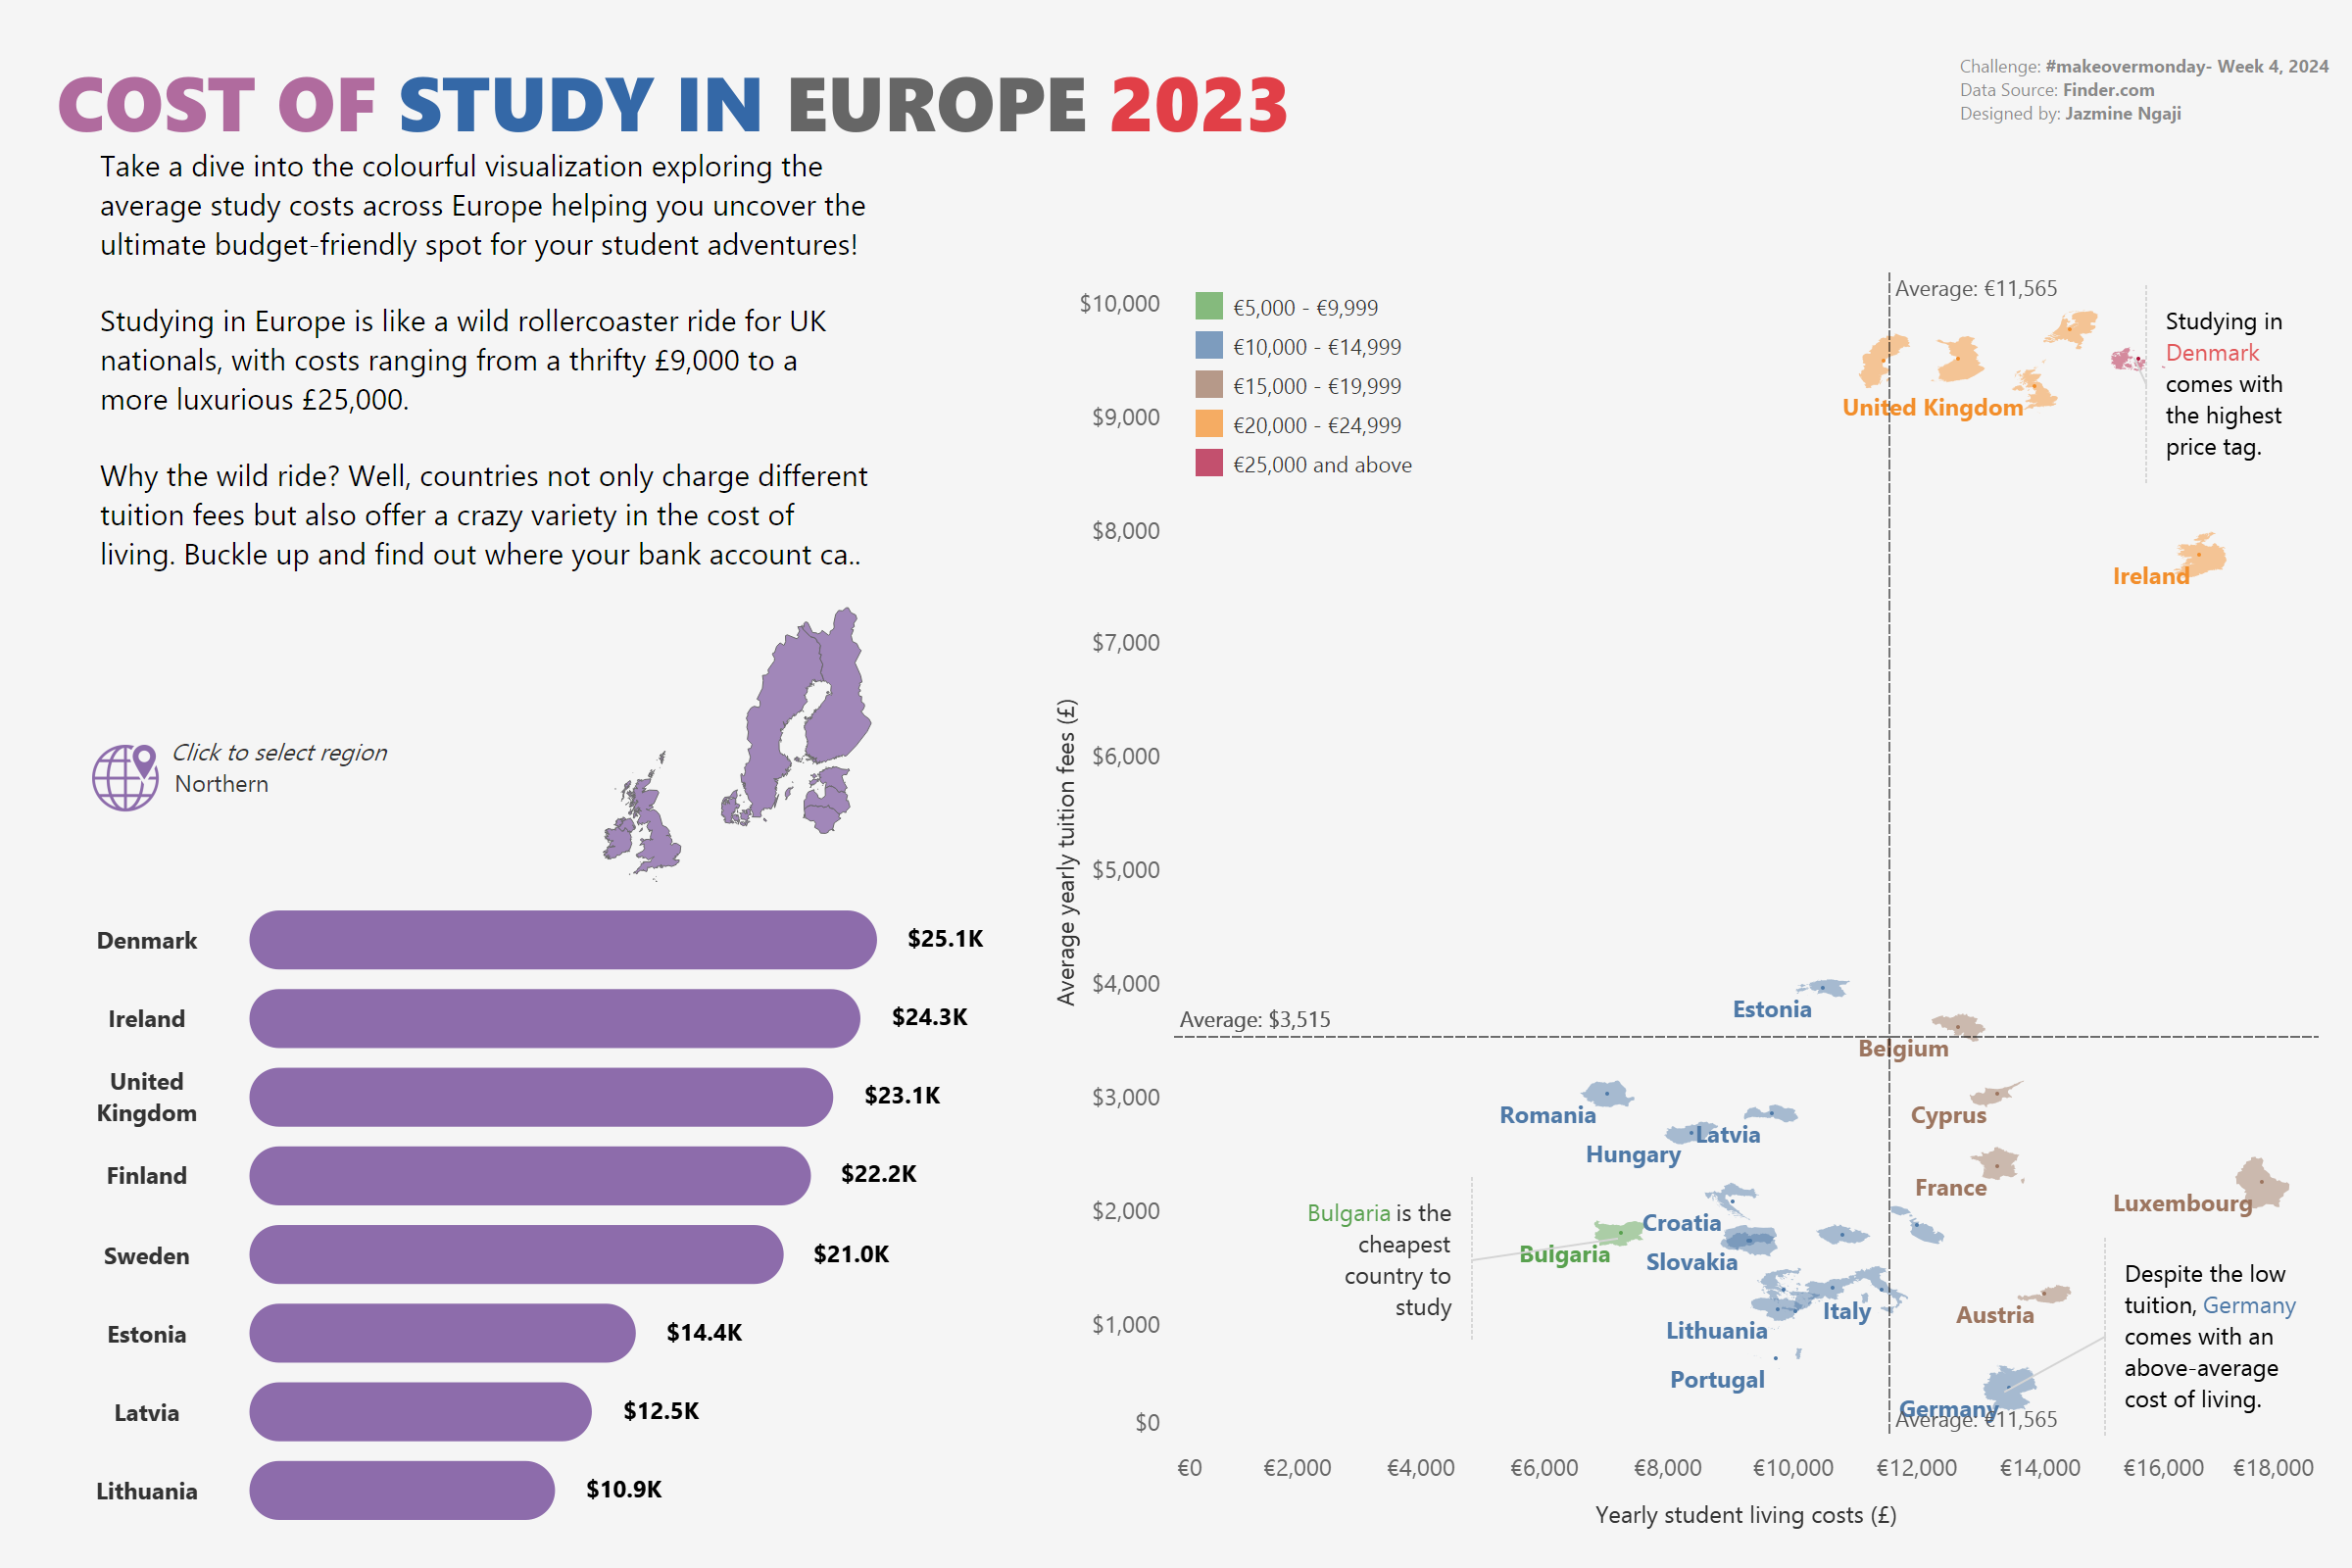 COST OF STUDY IN EUROPE 2023
Challenge: #makeovermonday- Week 4, 2024
Data Source: Finder.com
Designed by: Jazmine Ngaji
Take a dive into the colourful visualization exploring the
average study costs across Europe helping you uncover the
ultimate budget-friendly spot for your student adventures!
Studying in Europe is like a wild rollercoaster ride for UK
nationals, with costs ranging from a thrifty £9,000 to a
more luxurious £25,000.
Why the wild ride? Well, countries not only charge different
tuition fees but also offer a crazy variety in the cost of
living. Buckle up and find out where your bank account ca..
Click to select region
Northern
Denmark
$25.1K
Ireland
$24.3K
United
Kingdom
$23.1K
Finland
$22.2K
Sweden
$21.0K
Estonia
$14.4K
Latvia
$12.5K
Lithuania
$10.9K
Average yearly tuition fees (£)
$10,000
$9,000
$8,000
$7,000
$6,000
$5,000
$4,000
$3,000
$2,000
$1,000
$0
€5,000 - €9,999
€10,000 - €14,999
€15,000 - €19,999
€20,000 - €24,999
€25,000 and above
Average: €11,565
United Kingdom
Studying in
Denmark
comes with
the highest
price tag.
Ireland
Estonia
Average: $3,515
Belgium
Romania
Latvia
Cyprus
Hungary
France
Luxembourg
Bulgaria is the
cheapest
country to
study
Croatia
Bulgaria
Slovakia
Italy
Austria
Lithuania
Portugal
Germany
Despite the low
tuition, Germany
comes with an
above-average
cost of living.
Average: €11,565
€0
€2,000
€4,000
€6,000
€8,000
€10,000
€12,000
€14,000
€16,000
€18,000
Yearly student living costs (£)